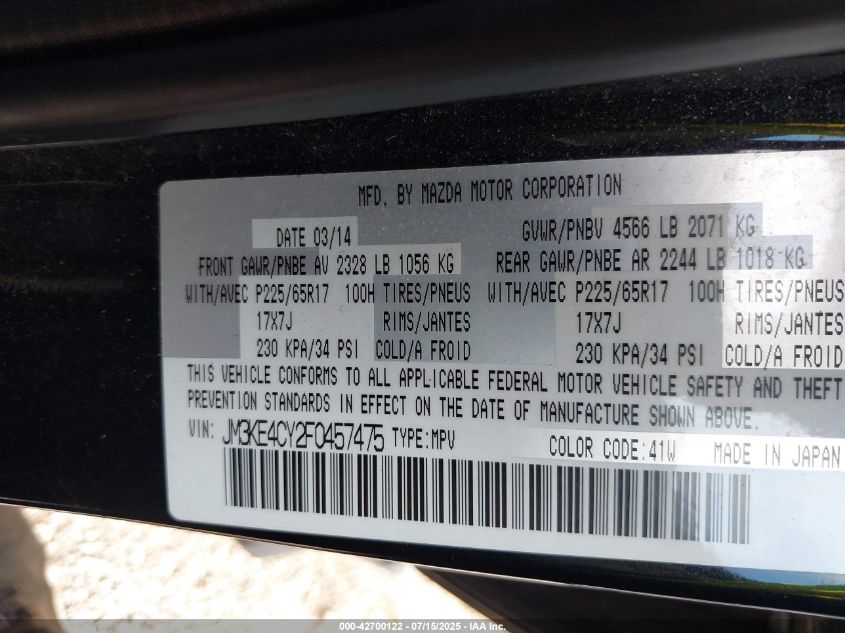 MFD. BY MAZDA MOTOR CORPORATION
DATE 03/14 GVWR/PNBV 4566 LB 2071 KG
FRONT GAWR/PNBE AV 2328 LB 1056 KG REAR GAWR/PNBE AR 2244 LB 1018 KG
WITH/AVEC P225/65R17 100H TIRES/PNEUS WITH/AVEC P225/65R17 100H TIRES/PNEUS
17X7J RIMS/JANTES 17X7J RIMS/JANTES
230 KPA/34 PSI COLD/A FROID 230 KPA/34 PSI COLD/A FROID
THIS VEHICLE CONFORMS TO ALL APPLICABLE FEDERAL MOTOR VEHICLE SAFETY AND THEFT
PREVENTION STANDARDS IN EFFECT ON THE DATE OF MANUFACTURE SHOWN ABOVE.
VIN: JM3KE4CY2F0457475 TYPE:MPV COLOR CODE:41W MADE IN JAPAN
000-42700122 - 07/15/2025 - IAA Inc.